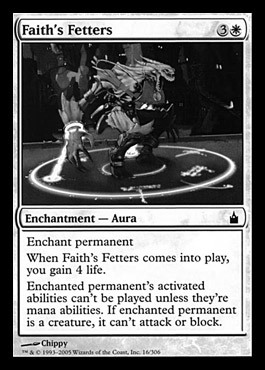 Faith's Fetters 3
Enchantment — Aura
Enchant permanent
When Faith's Fetters comes into play,
you gain 4 life.
Enchanted permanent's activated
abilities can't be played unless they're
mana abilities. If enchanted permanent
is a creature, it can't attack or block.
Chippy
™ & © 1993–2005 Wizards of the Coast, Inc. 16/306